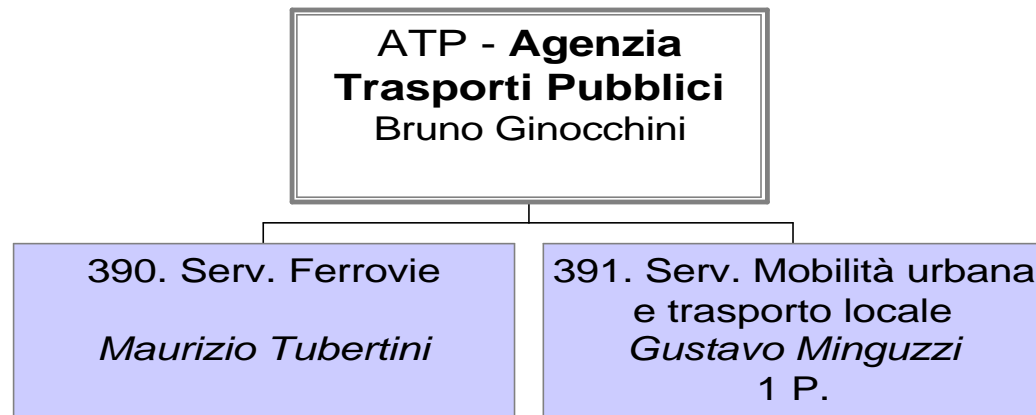 ATP - Agenzia
Trasporti Pubblici
Bruno Ginocchini
390. Serv. Ferrovie
Maurizio Tubertini
391. Serv. Mobilità urbana
e trasporto locale
Gustavo Minguzzi
1 P.